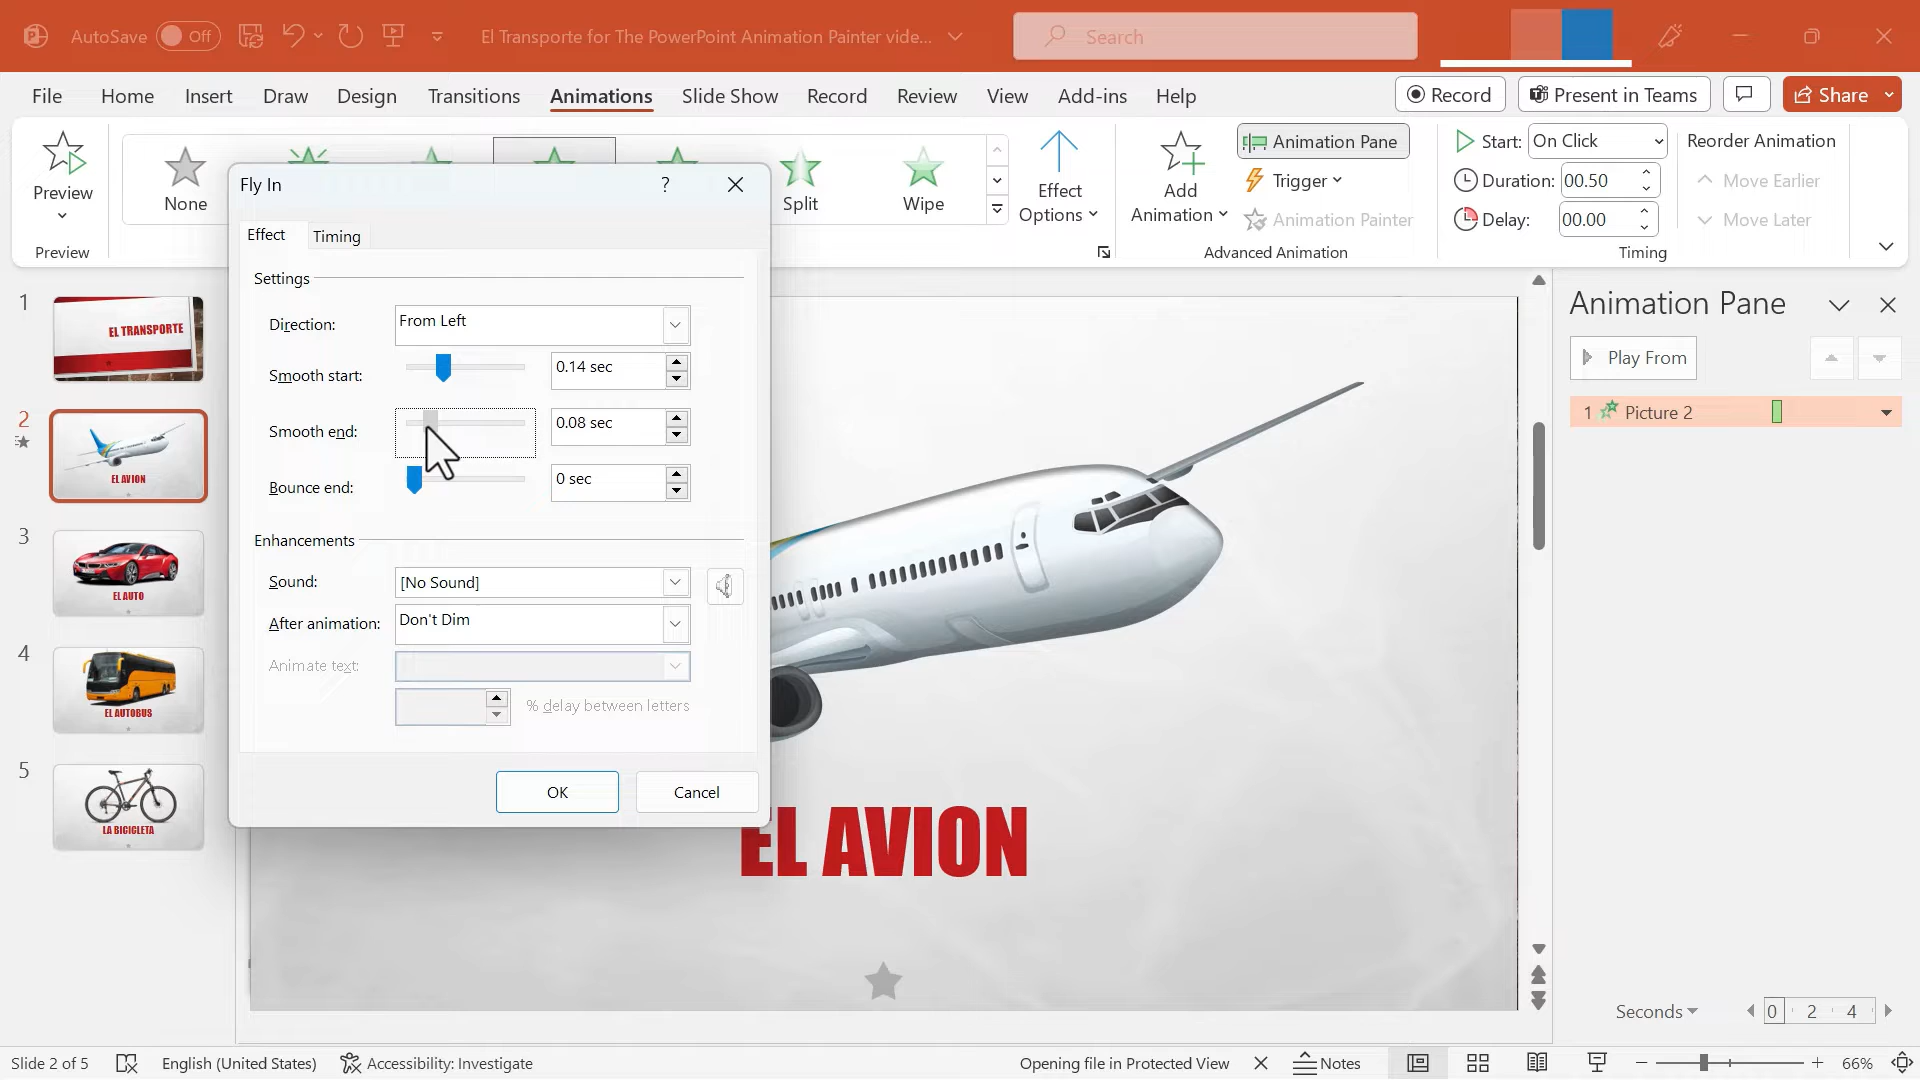 AutoSave Off El Transporte for The PowerPoint Animation Painter vide... Search
File Home Insert Draw Design Transitions Animations Slide Show Record Review View Add-ins Help Record Present in Teams Share
Preview
Preview
None
Split
Wipe
Effect
Options
Add
Animation
Animation Pane
Trigger
Animation Painter
Advanced Animation
Start: On Click
Duration: 00.50
Delay: 00.00
Timing
Reorder Animation
Move Earlier
Move Later
Fly In ?
Effect Timing
Settings
Direction: From Left
Smooth start: 0.14 sec
Smooth end: 0.08 sec
Bounce end: 0 sec
Enhancements
Sound: [No Sound]
After animation: Don't Dim
Animate text:
% delay between letters
OK Cancel
1
EL TRANSPORTE
2
EL AVION
3
EL AUTO
4
EL AUTOBUS
5
LA BICICLETA
EL AVION
Animation Pane
Play From
1 Picture 2
Seconds 0 2 4
Slide 2 of 5 English (United States) Accessibility: Investigate Opening file in Protected View Notes 66%